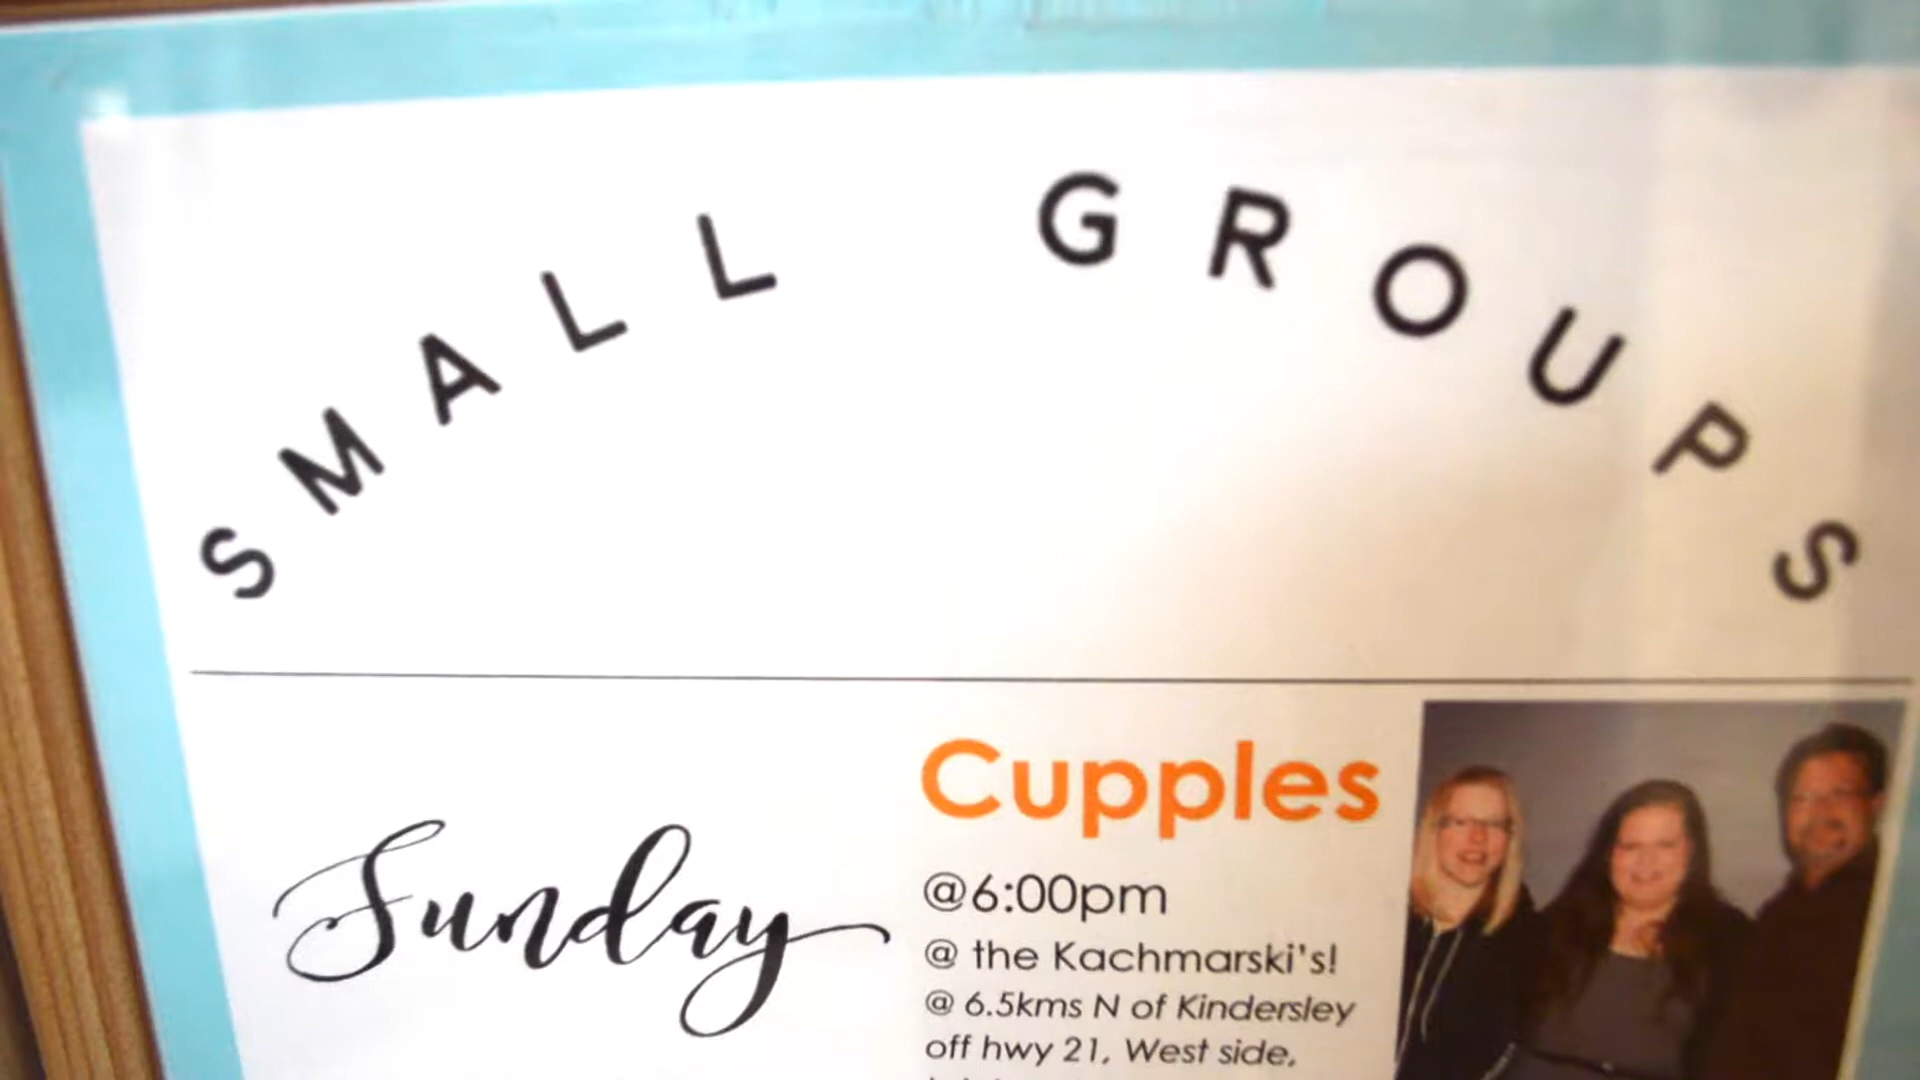 SMALL GROUPS
Cupples
Sunday
@6:00pm
@ the Kachmarski's!
@ 6.5kms N of Kindersley
off hwy 21, West side,